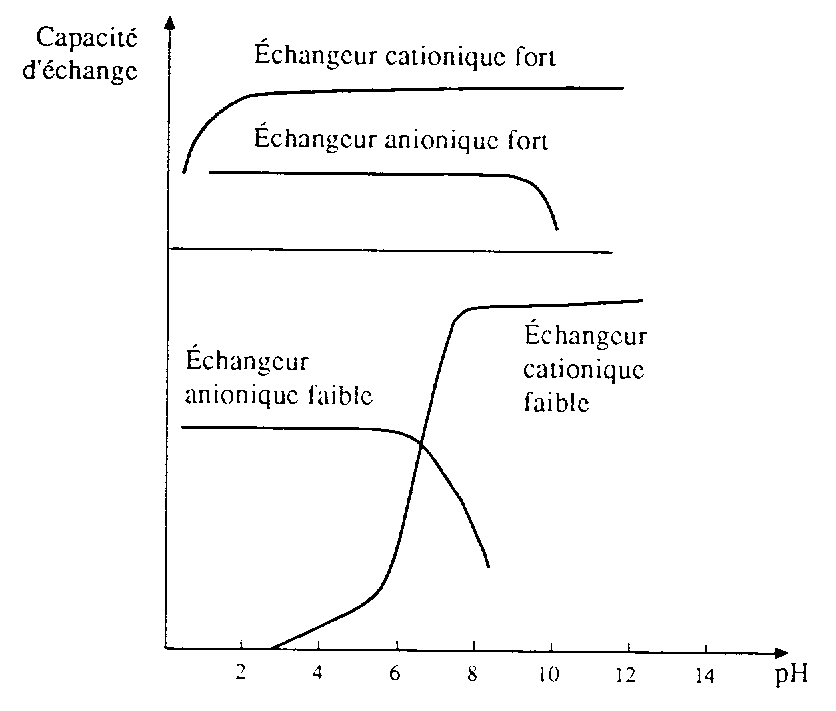 Capacité
d'échange
Échangeur cationique fort
Échangeur anionique fort
Échangeur
cationique
faible
Échangeur
anionique faible
2 4 6 8 10 12 14 pH